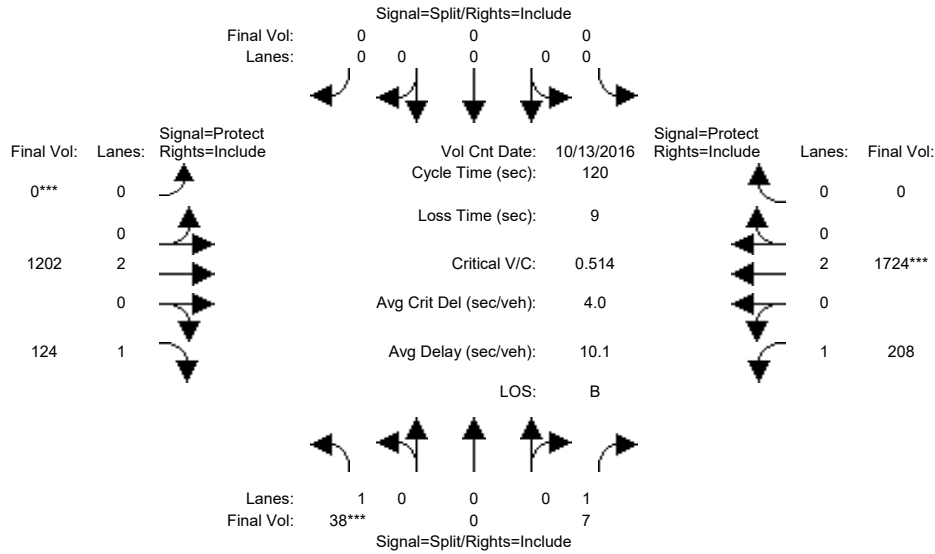 Signal=Split/Rights=Include
Final Vol: 0 0 0
Lanes: 0 0 0 0 0
Signal=Protect Signal=Protect
Final Vol: Lanes: Rights=Include Vol Cnt Date: 10/13/2016 Rights=Include Lanes: Final Vol:
Cycle Time (sec): 120
0*** 0 0 0
Loss Time (sec): 9
0 0
1202 2 Critical V/C: 0.514 2 1724***
0 Avg Crit Del (sec/veh): 4.0 0
124 1 Avg Delay (sec/veh): 10.1 1 208
LOS: B
Lanes: 1 0 0 0 1
Final Vol: 38*** 0 7
Signal=Split/Rights=Include